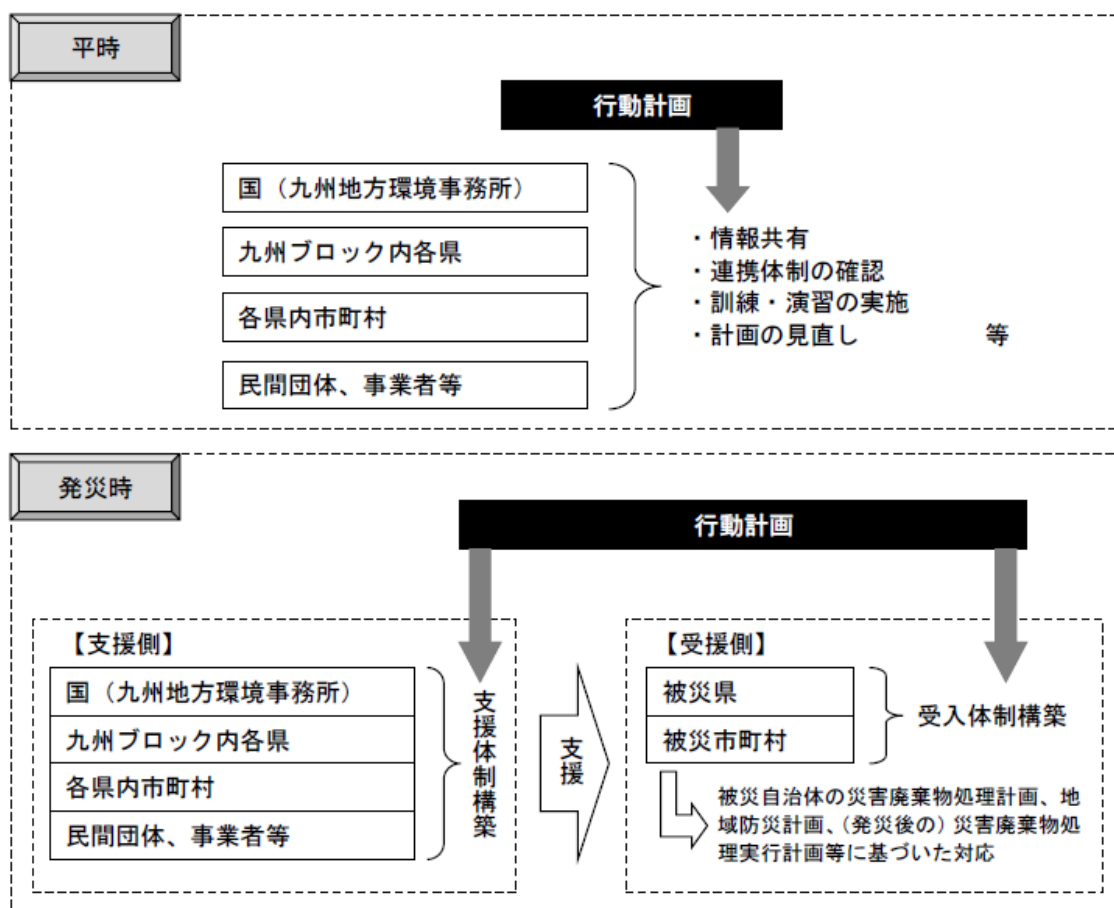 平時
行動計画
国(九州地方環境事務所)
九州ブロック内各県
各県内市町村
民間団体、事業者等
・情報共有
・連携体制の確認
・訓練・演習の実施
・計画の見直し 等
発災時
行動計画
【支援側】
国(九州地方環境事務所)
九州ブロック内各県
各県内市町村
民間団体、事業者等
支援体制構築
支援
【受援側】
被災県
被災市町村
受入体制構築
被災自治体の災害廃棄物処理計画、地
域防災計画、(発災後の)災害廃棄物処
理実行計画等に基づいた対応